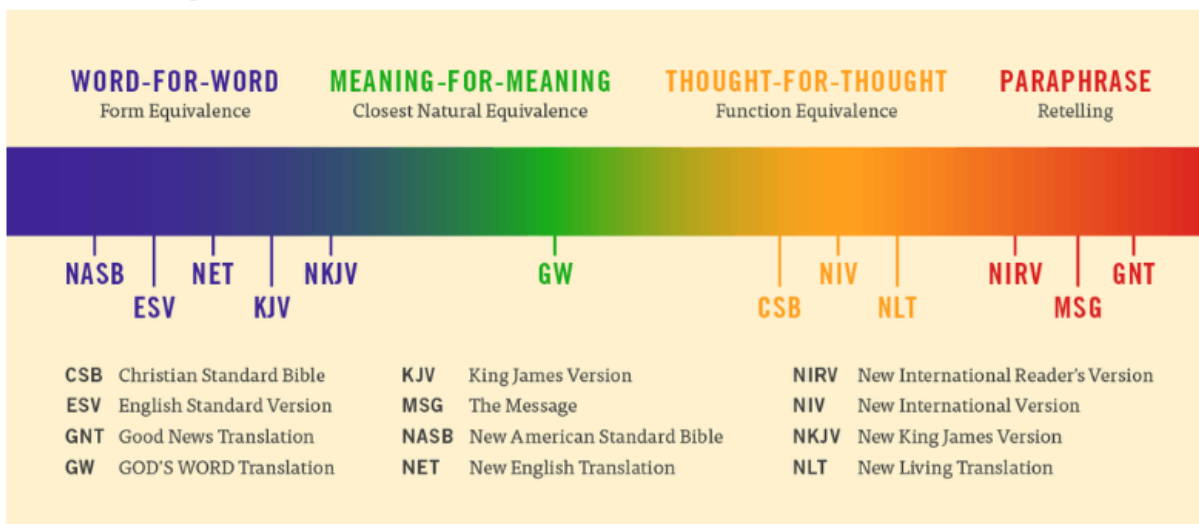 WORD-FOR-WORD MEANING-FOR-MEANING THOUGHT-FOR-THOUGHT PARAPHRASE
Form Equivalence Closest Natural Equivalence Function Equivalence Retelling
NASB NET NKJV GW NIV NIRV GNT
ESV KJV CSB NLT MSG
CSB Christian Standard Bible KJV King James Version NIRV New International Reader's Version
ESV English Standard Version MSG The Message NIV New International Version
GNT Good News Translation NASB New American Standard Bible NKJV New King James Version
GW GOD'S WORD Translation NET New English Translation NLT New Living Translation